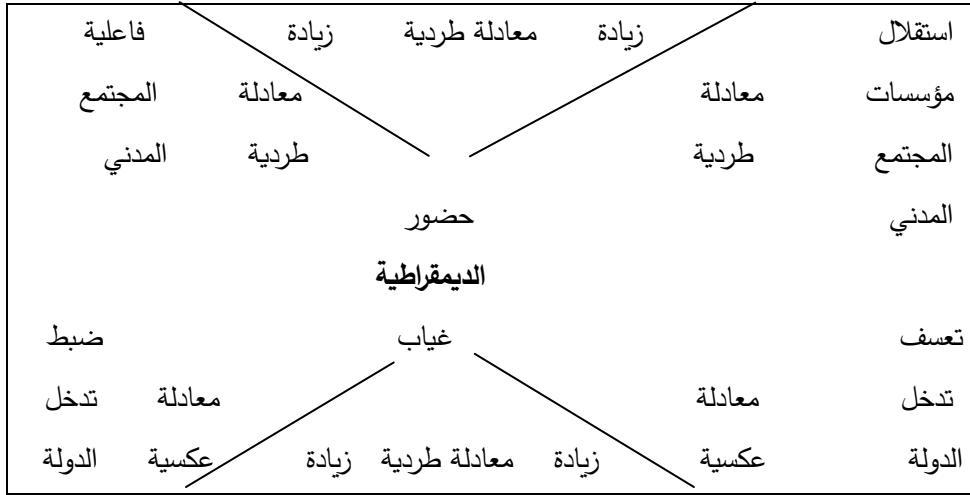 استقلال زيادة معادلة طردية زيادة فاعلية
مؤسسات معادلة معادلة المجتمع
المجتمع طردية طردية المدني
المدني حضور
الديمقراطية
تعسف غياب ضبط
تدخل معادلة معادلة تدخل
الدولة عكسية زيادة معادلة طردية زيادة عكسية الدولة